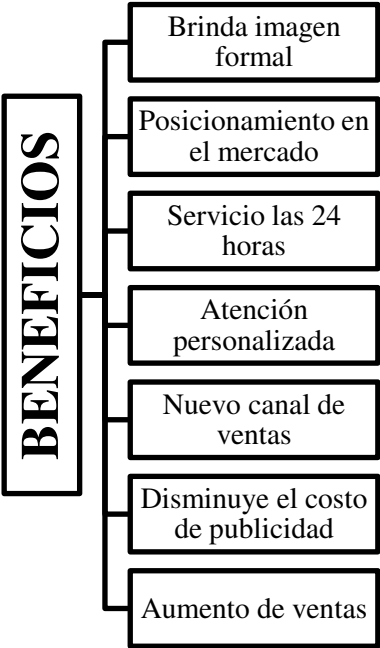 BENEFICIOS
Brinda imagen
formal
Posicionamiento en
el mercado
Servicio las 24
horas
Atención
personalizada
Nuevo canal de
ventas
Disminuye el costo
de publicidad
Aumento de ventas